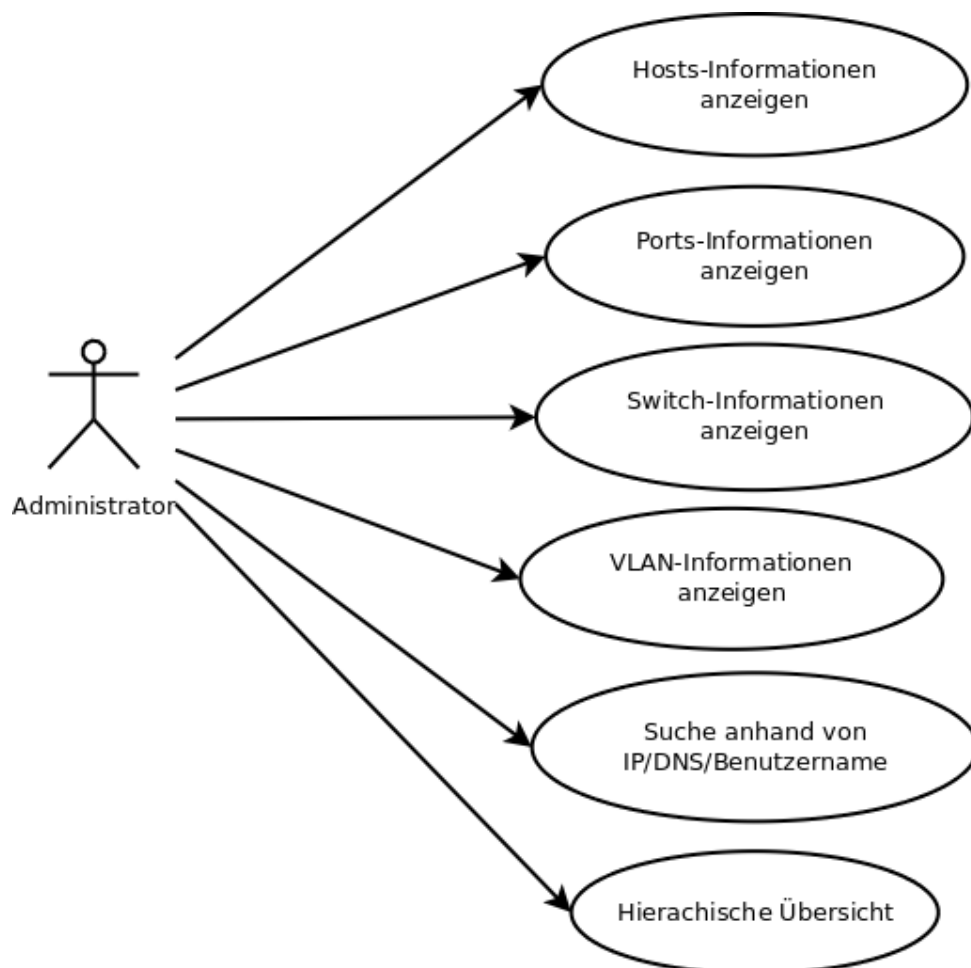 Hosts-Informationen
anzeigen
Ports-Informationen
anzeigen
Switch-Informationen
anzeigen
Administrator
VLAN-Informationen
anzeigen
Suche anhand von
IP/DNS/Benutzername
Hierachische Übersicht